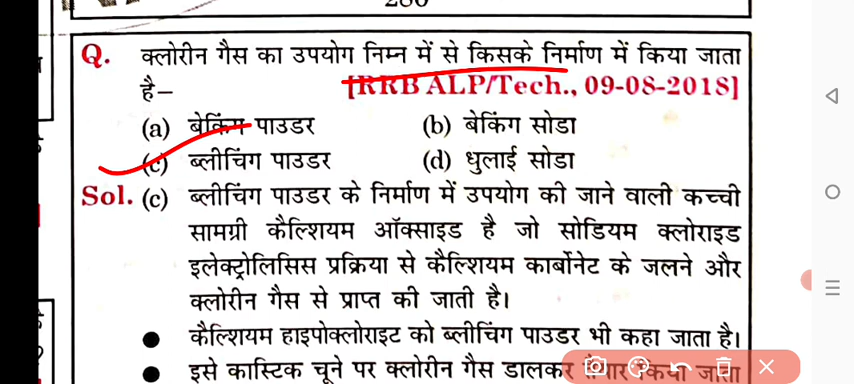 Q. क्लोरीन गैस का उपयोग निम्न में से किसके निर्माण में किया जाता
है– [RRB ALP/Tech., 09-08-2018]
(a) बेकिंग पाउडर (b) बेकिंग सोडा
(c) ब्लीचिंग पाउडर (d) धुलाई सोडा
Sol. (c) ब्लीचिंग पाउडर के निर्माण में उपयोग की जाने वाली कच्ची
सामग्री कैल्शियम ऑक्साइड है जो सोडियम क्लोराइड
इलेक्ट्रोलिसिस प्रक्रिया से कैल्शियम कार्बोनेट के जलने और
क्लोरीन गैस से प्राप्त की जाती है।
● कैल्शियम हाइपोक्लोराइट को ब्लीचिंग पाउडर भी कहा जाता है।
● इसे कास्टिक चूने पर क्लोरीन गैस डालकर किया जाता